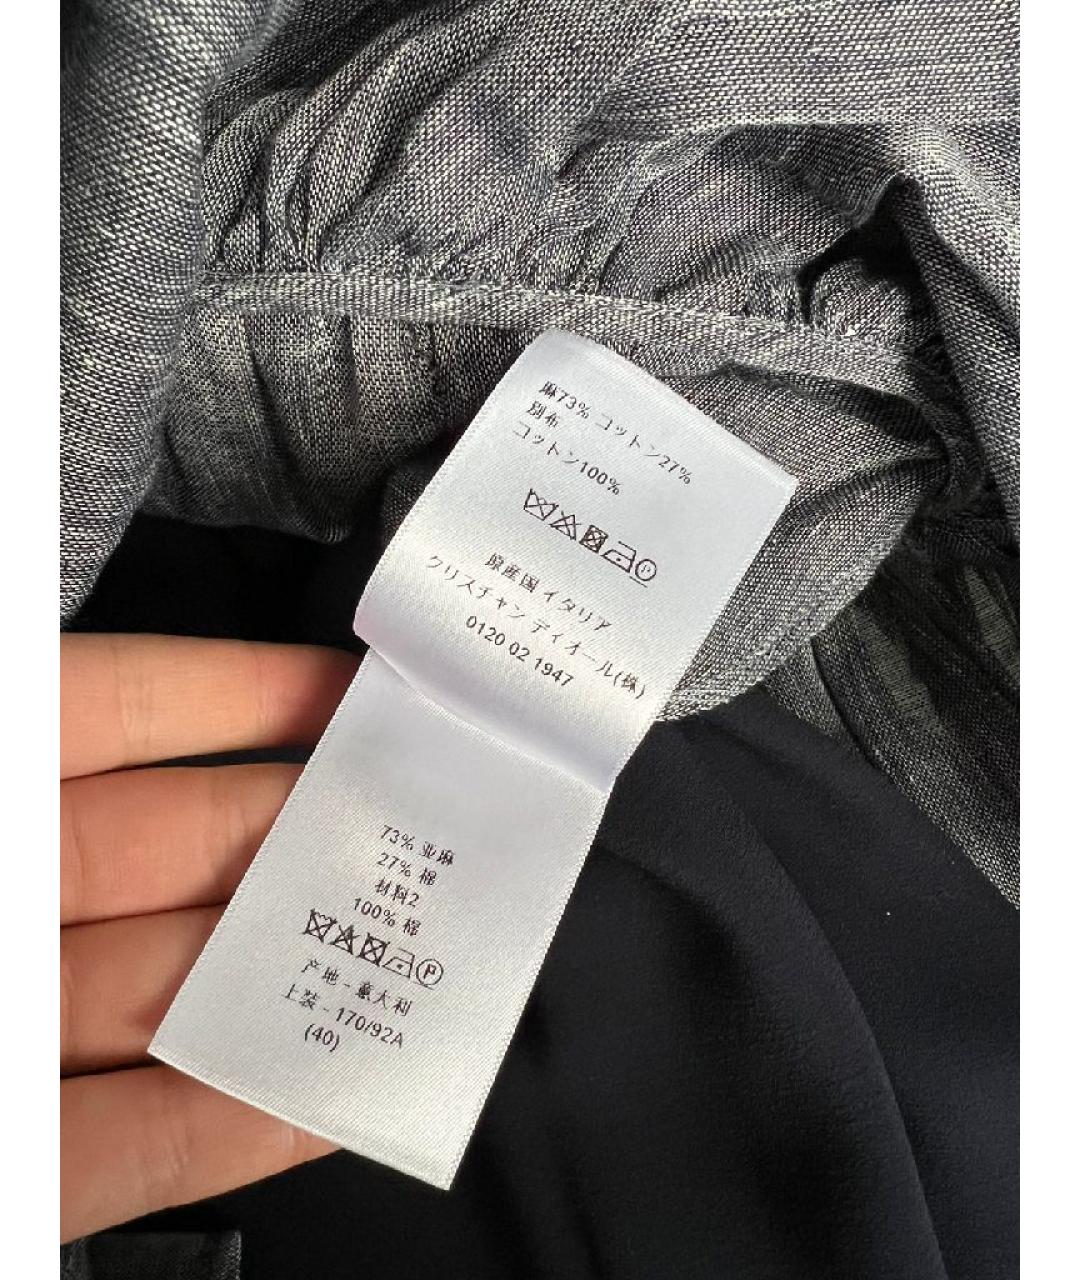 麻73% コットン27%
別布
コットン100%
P
原産国 イタリア
クリスチャン ディオール(株)
0120 02 1947
73% 亚麻
27% 棉
材料2
100% 棉
P
产地 - 意大利
上装 - 170/92A
(40)